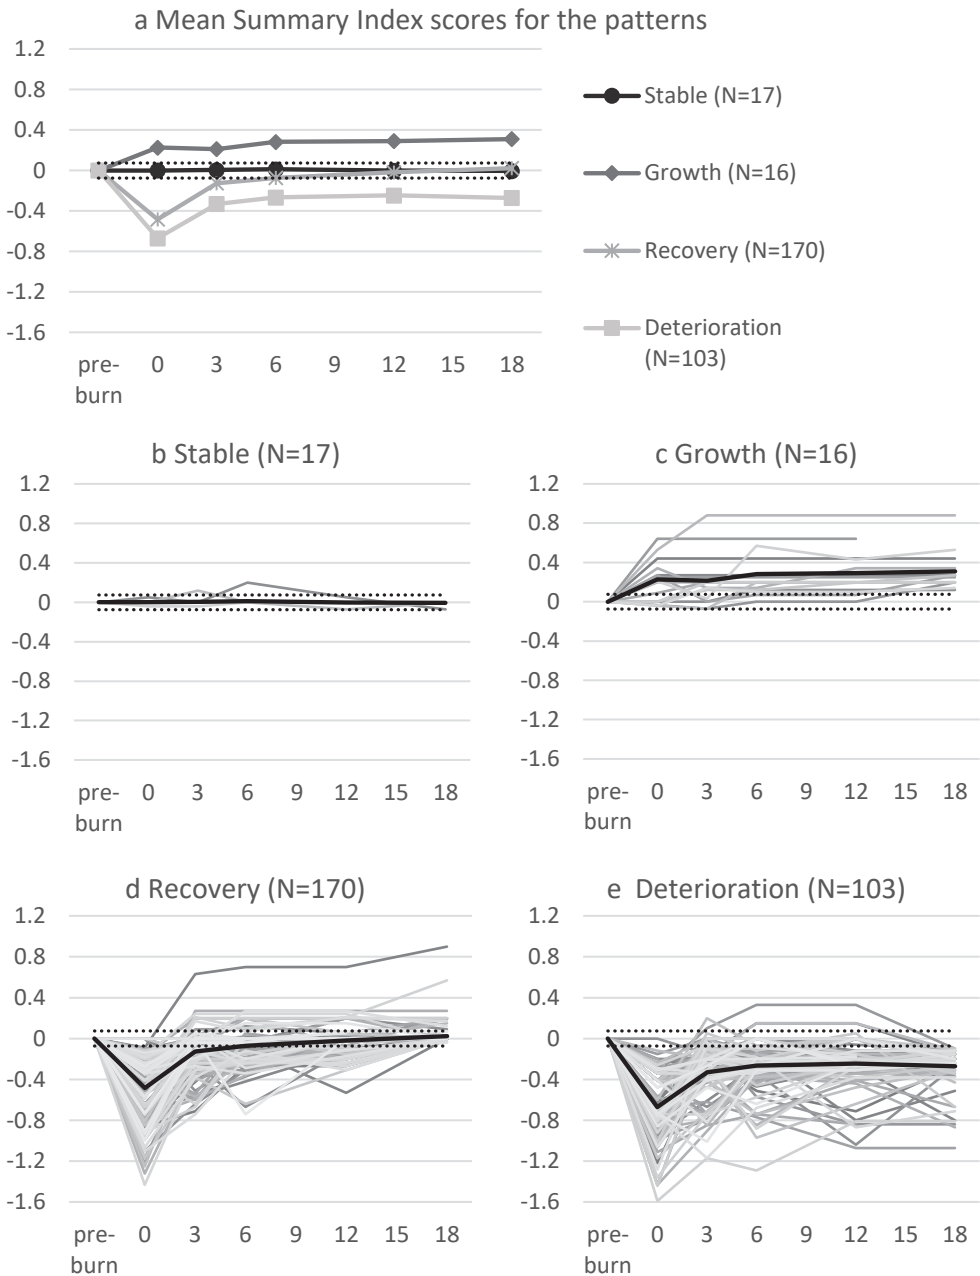 a Mean Summary Index scores for the patterns
1.2
0.8
0.4
0
-0.4
-0.8
-1.2
-1.6
pre-burn 0 3 6 9 12 15 18
Stable (N=17)
Growth (N=16)
Recovery (N=170)
Deterioration
(N=103)
b Stable (N=17)
1.2
0.8
0.4
0
-0.4
-0.8
-1.2
-1.6
pre-burn 0 3 6 9 12 15 18
c Growth (N=16)
1.2
0.8
0.4
0
-0.4
-0.8
-1.2
-1.6
pre-burn 0 3 6 9 12 15 18
d Recovery (N=170)
1.2
0.8
0.4
0
-0.4
-0.8
-1.2
-1.6
pre-burn 0 3 6 9 12 15 18
e Deterioration (N=103)
1.2
0.8
0.4
0
-0.4
-0.8
-1.2
-1.6
pre-burn 0 3 6 9 12 15 18